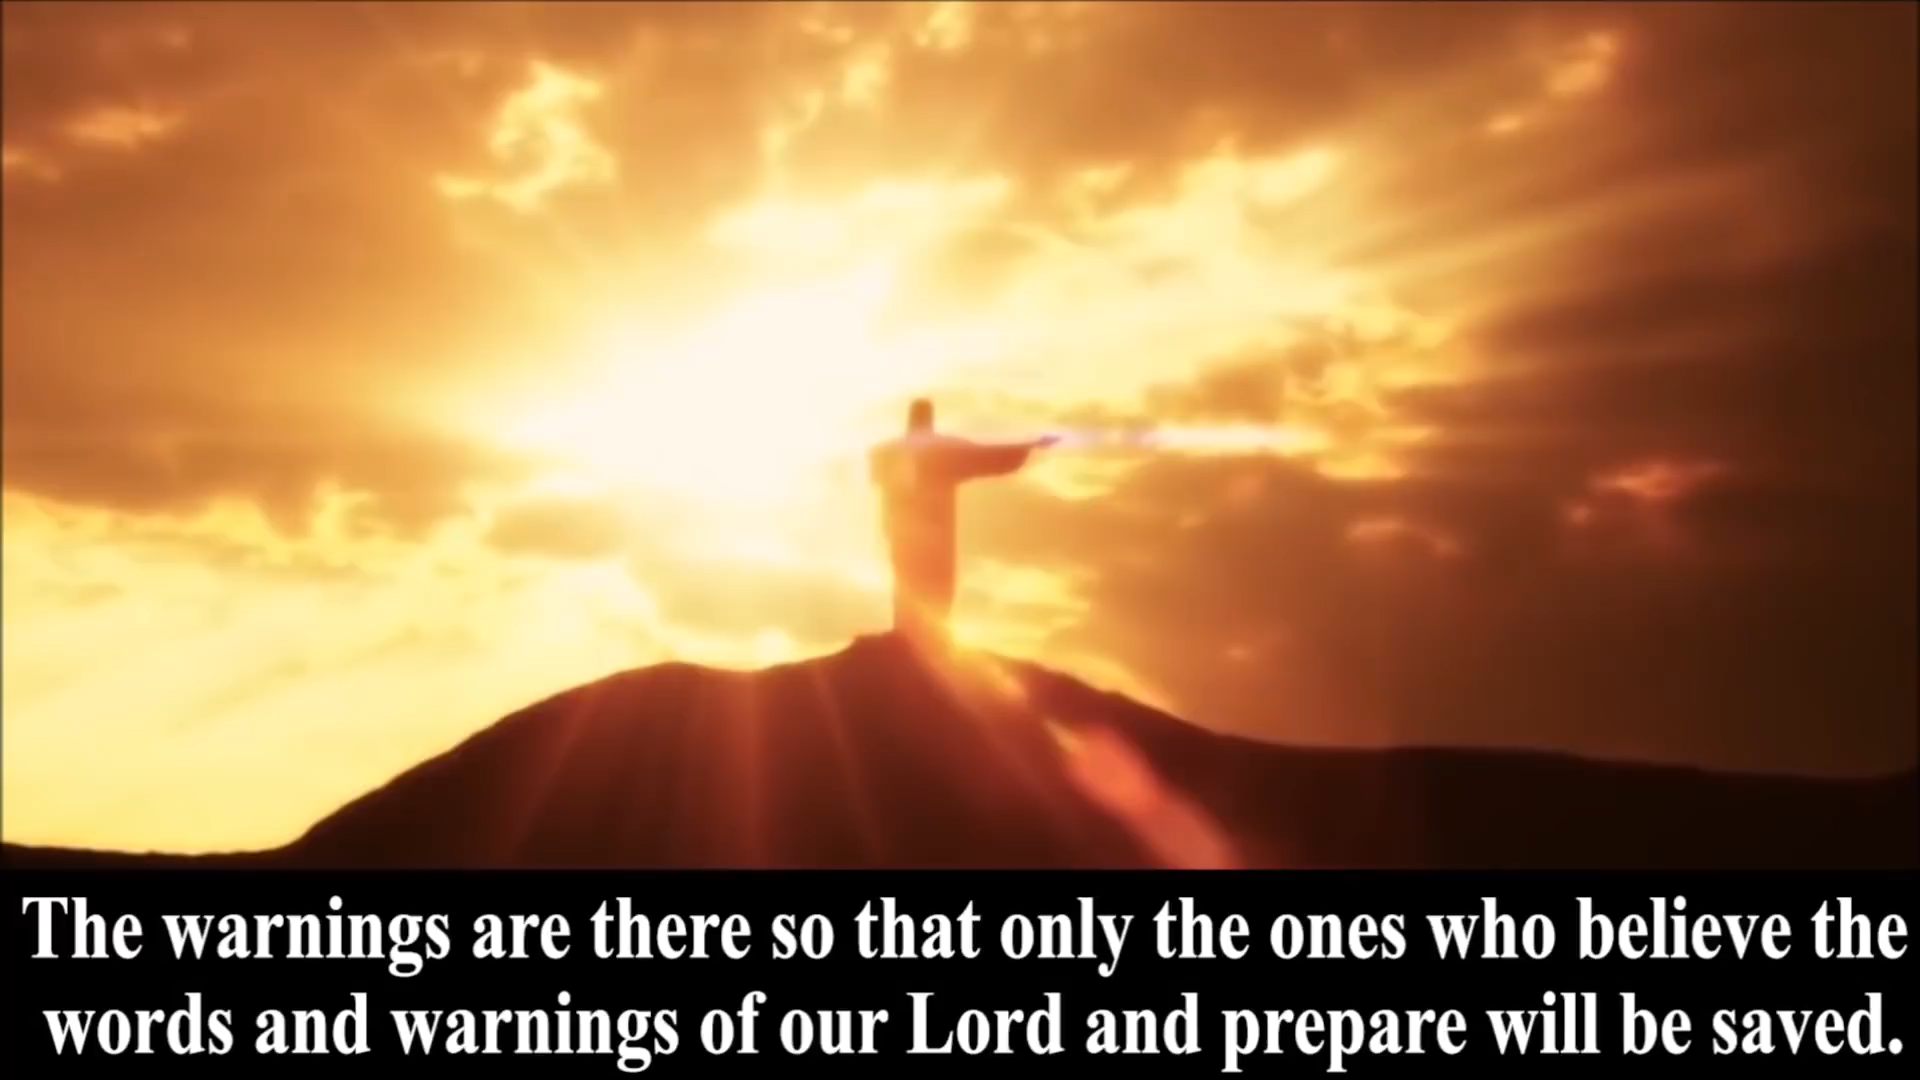 The warnings are there so that only the ones who believe the
words and warnings of our Lord and prepare will be saved.